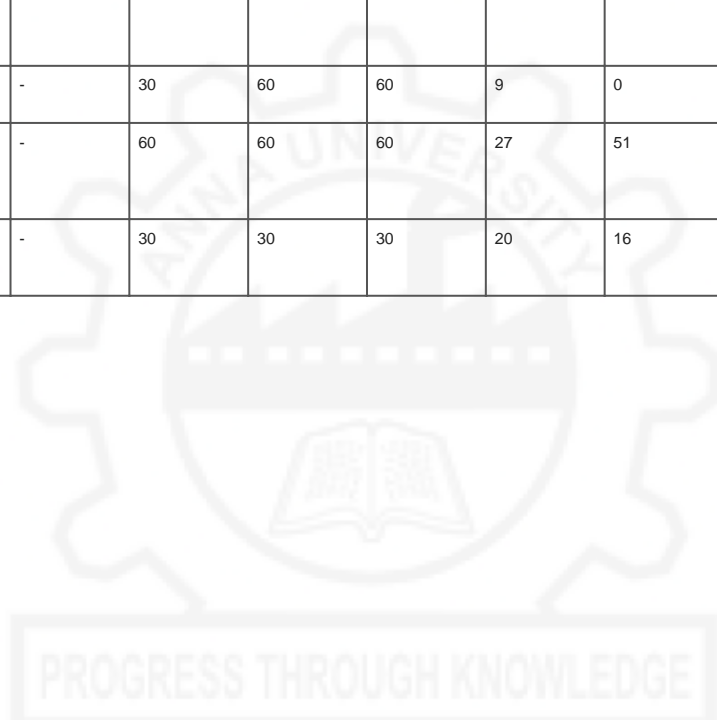 - 30 60 60 9 0
- 60 60 60 27 51
- 30 30 30 20 16
ANNA UNIVERSITY
PROGRESS THROUGH KNOWLEDGE